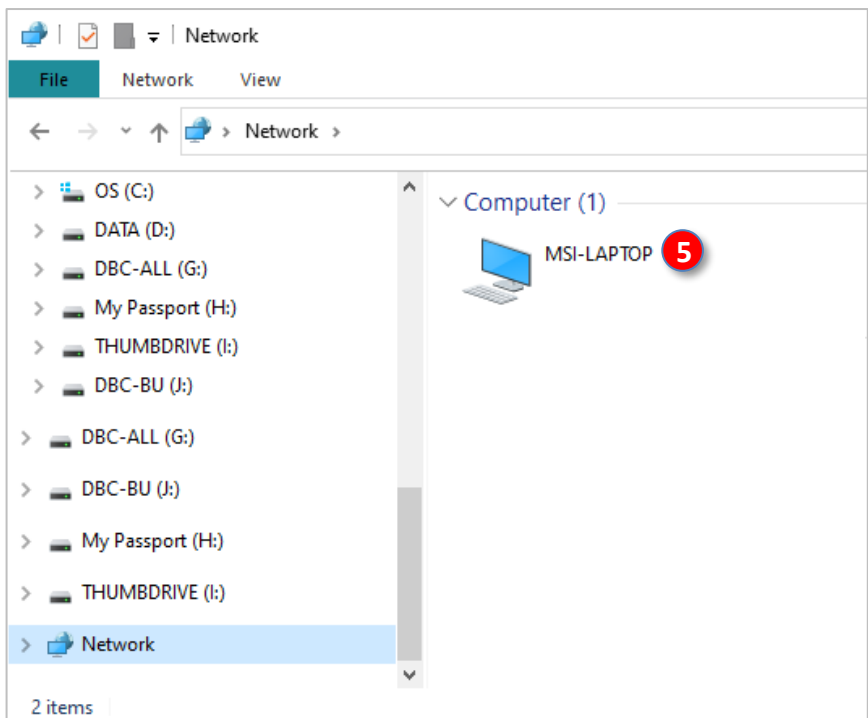 Network
File Network View
Network
OS (C:)
DATA (D:)
DBC-ALL (G:)
My Passport (H:)
THUMBDRIVE (I:)
DBC-BU (J:)
DBC-ALL (G:)
DBC-BU (J:)
My Passport (H:)
THUMBDRIVE (I:)
Network
2 items
Computer (1)
MSI-LAPTOP 5